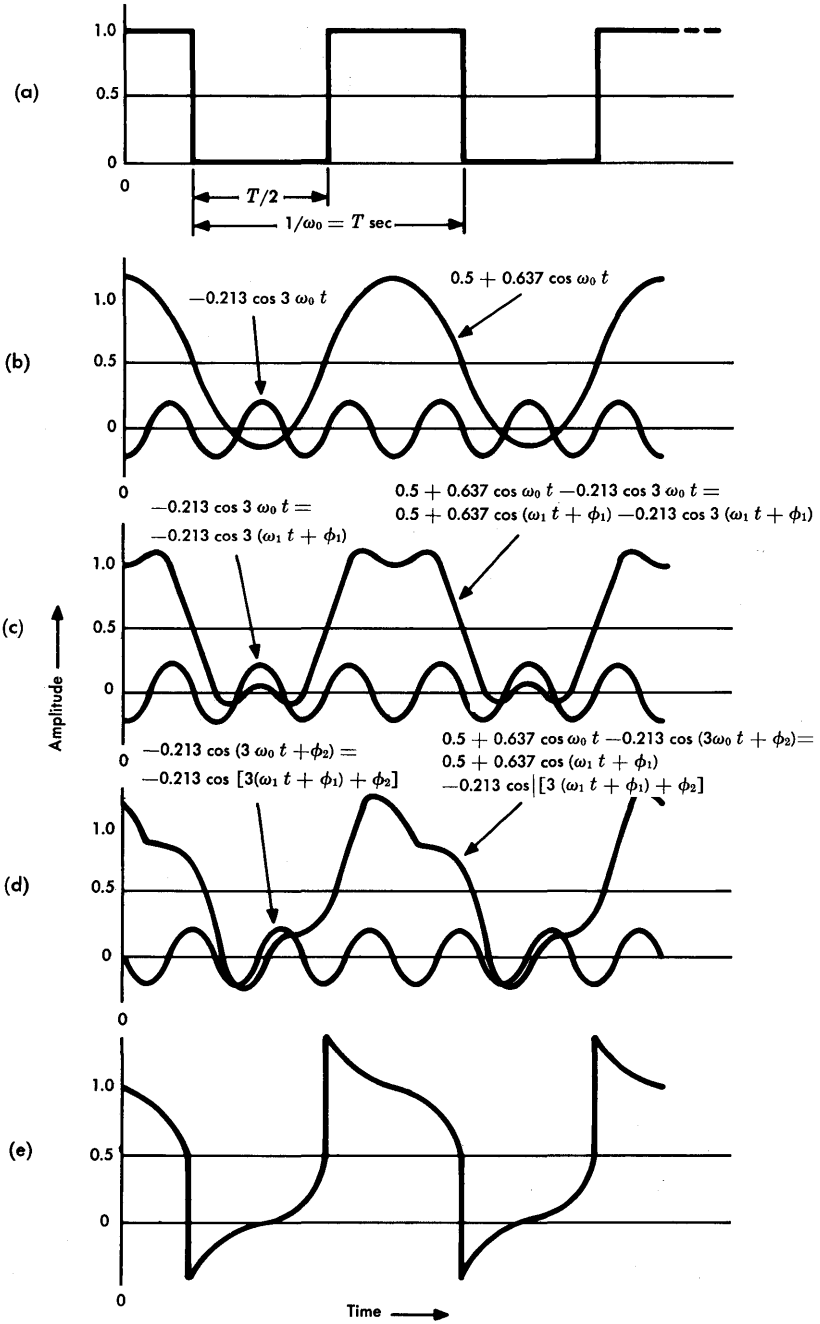 1.0
(a)
0.5
0
0
T/2
1/ω₀ = T sec
−0.213 cos 3 ω₀ t
0.5 + 0.637 cos ω₀ t
1.0
(b)
0.5
0
0
−0.213 cos 3 ω₀ t =
−0.213 cos 3 (ω₁ t + ϕ₁)
0.5 + 0.637 cos ω₀ t −0.213 cos 3 ω₀ t =
0.5 + 0.637 cos (ω₁ t + ϕ₁) −0.213 cos 3 (ω₁ t + ϕ₁)
1.0
(c)
0.5
0
Amplitude
0
−0.213 cos (3 ω₀ t +ϕ₂) =
−0.213 cos [3(ω₁ t + ϕ₁) + ϕ₂]
0.5 + 0.637 cos ω₀ t −0.213 cos (3ω₀ t + ϕ₂)=
0.5 + 0.637 cos (ω₁ t + ϕ₁)
−0.213 cos|[3 (ω₁ t + ϕ₁) + ϕ₂]
1.0
(d)
0.5
0
0
1.0
(e)
0.5
0
0
Time